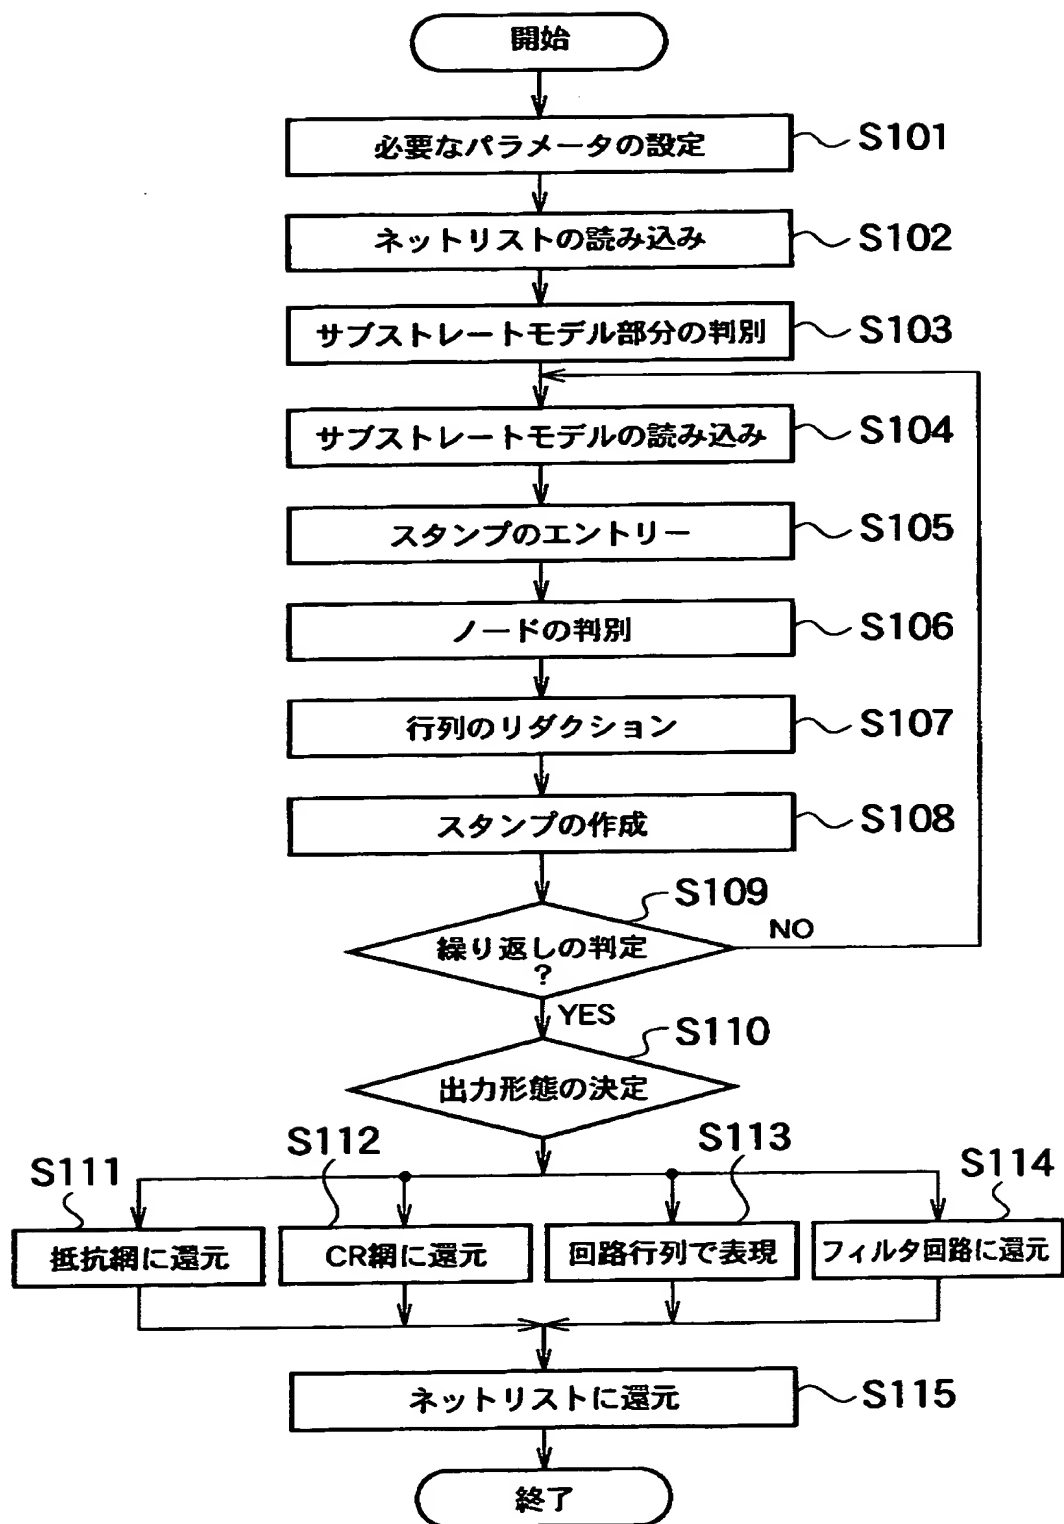 開始
必要なパラメータの設定
S101
ネットリストの読み込み
S102
サブストレートモデル部分の判別
S103
サブストレートモデルの読み込み
S104
スタンプのエントリー
S105
ノードの判別
S106
行列のリダクション
S107
スタンプの作成
S108
S109
繰り返しの判定
?
NO
YES
S110
出力形態の決定
S111
S112
S113
S114
抵抗網に還元
CR網に還元
回路行列で表現
フィルタ回路に還元
ネットリストに還元
S115
終了